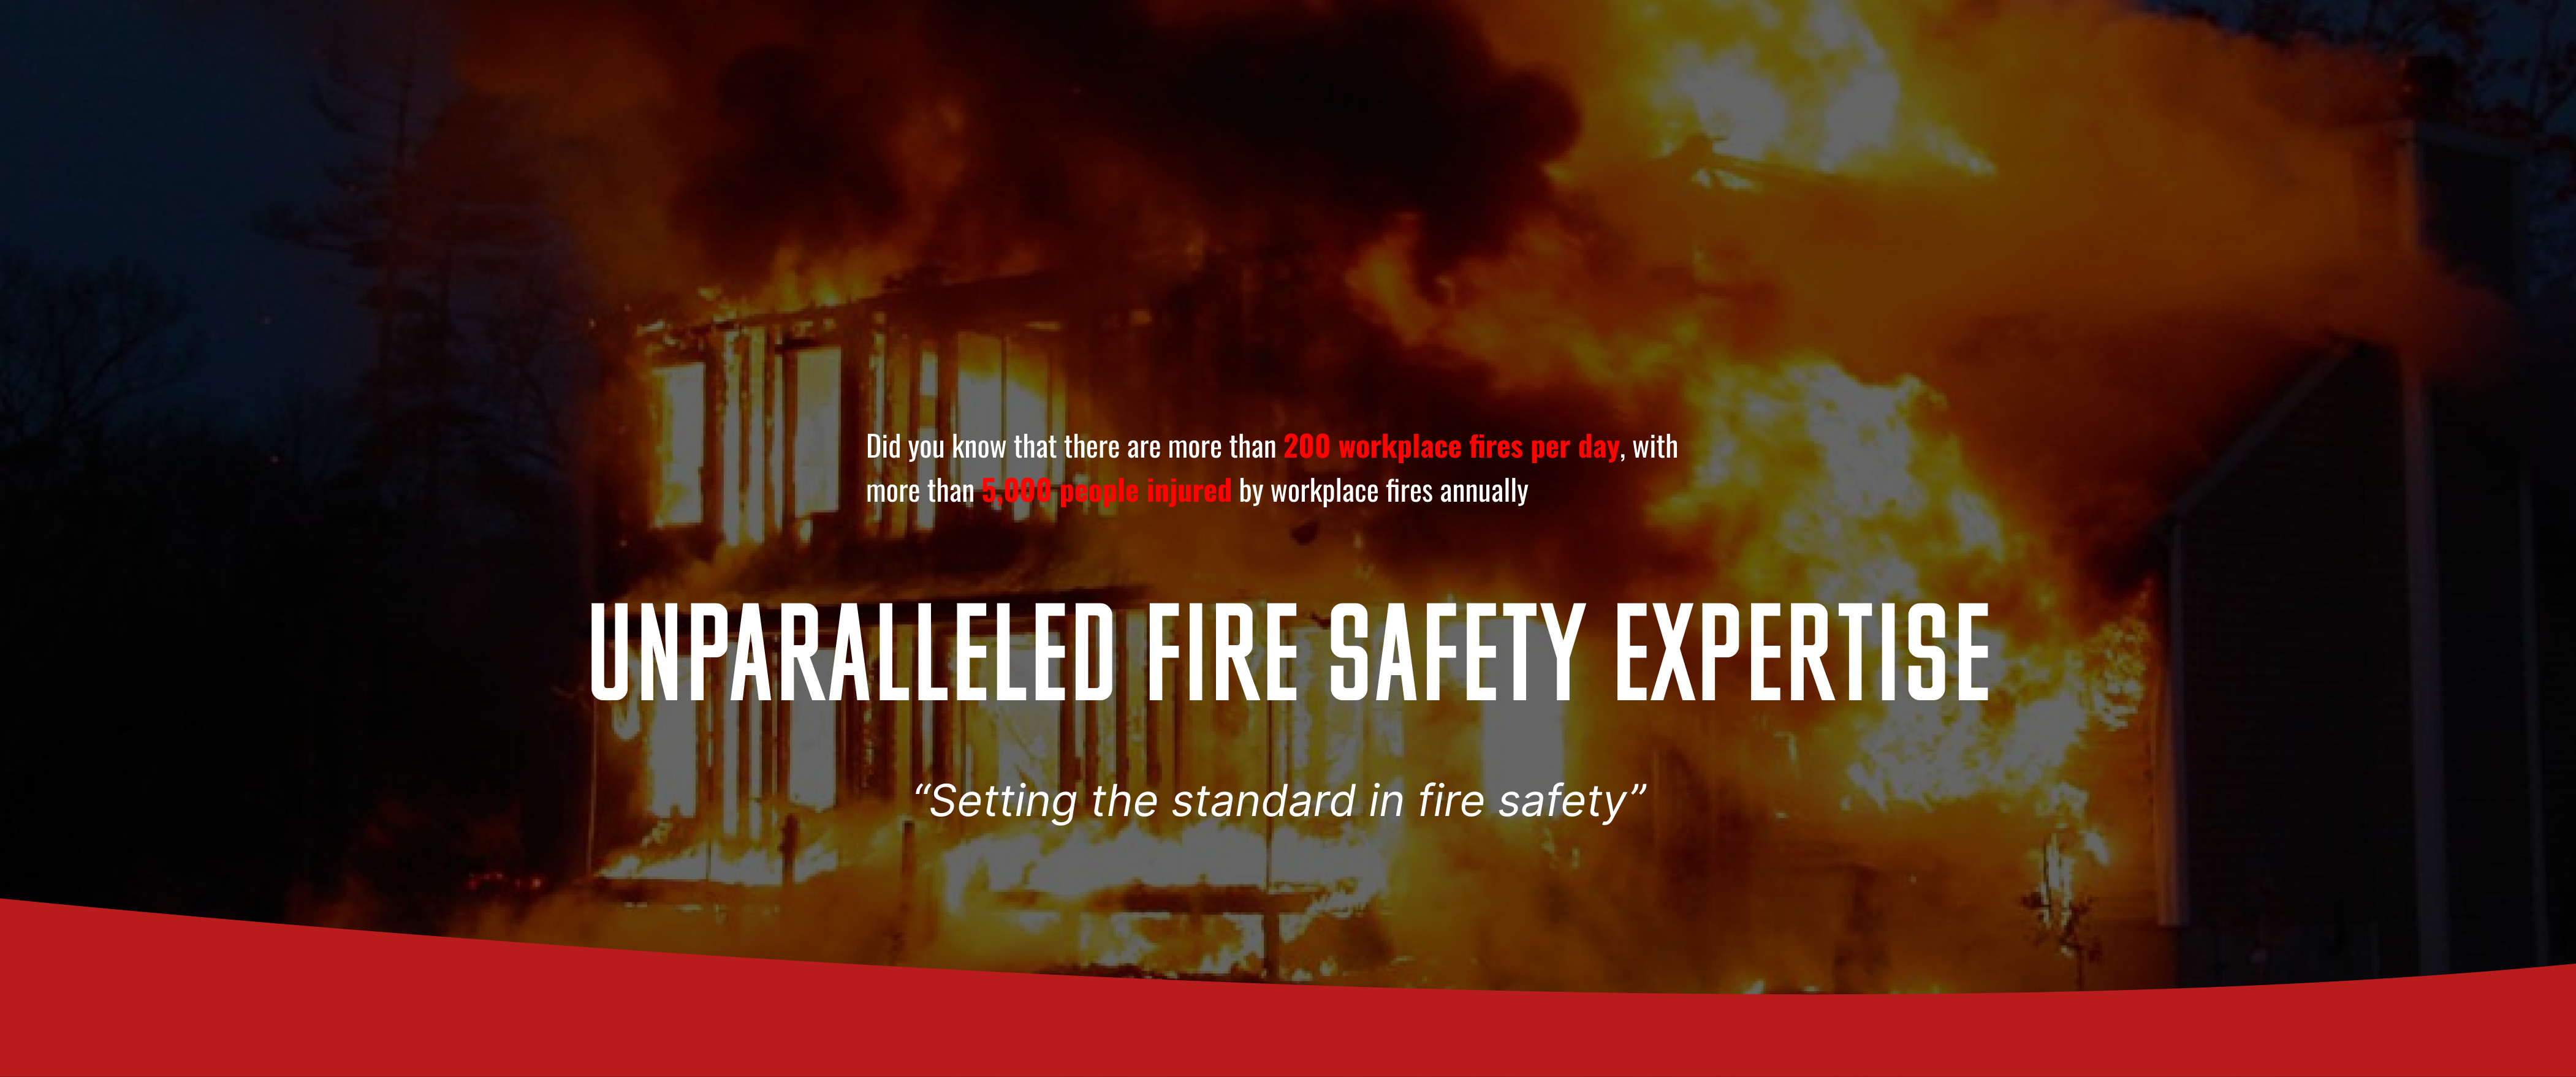 Did you know that there are more than 200 workplace fires per day, with
more than 5,000 people injured by workplace fires annually
UNPARALLELED FIRE SAFETY EXPERTISE
“Setting the standard in fire safety”